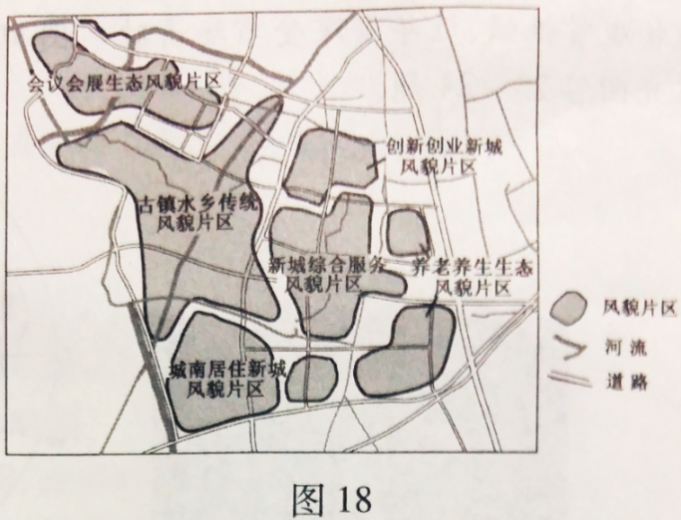 会议会展生态风貌片区
创新创业新城
风貌片区
古镇水乡传统
风貌片区
新城综合服务
风貌片区
养老养生生态
风貌片区
城南居住新城
风貌片区
风貌片区
河流
道路
图 18